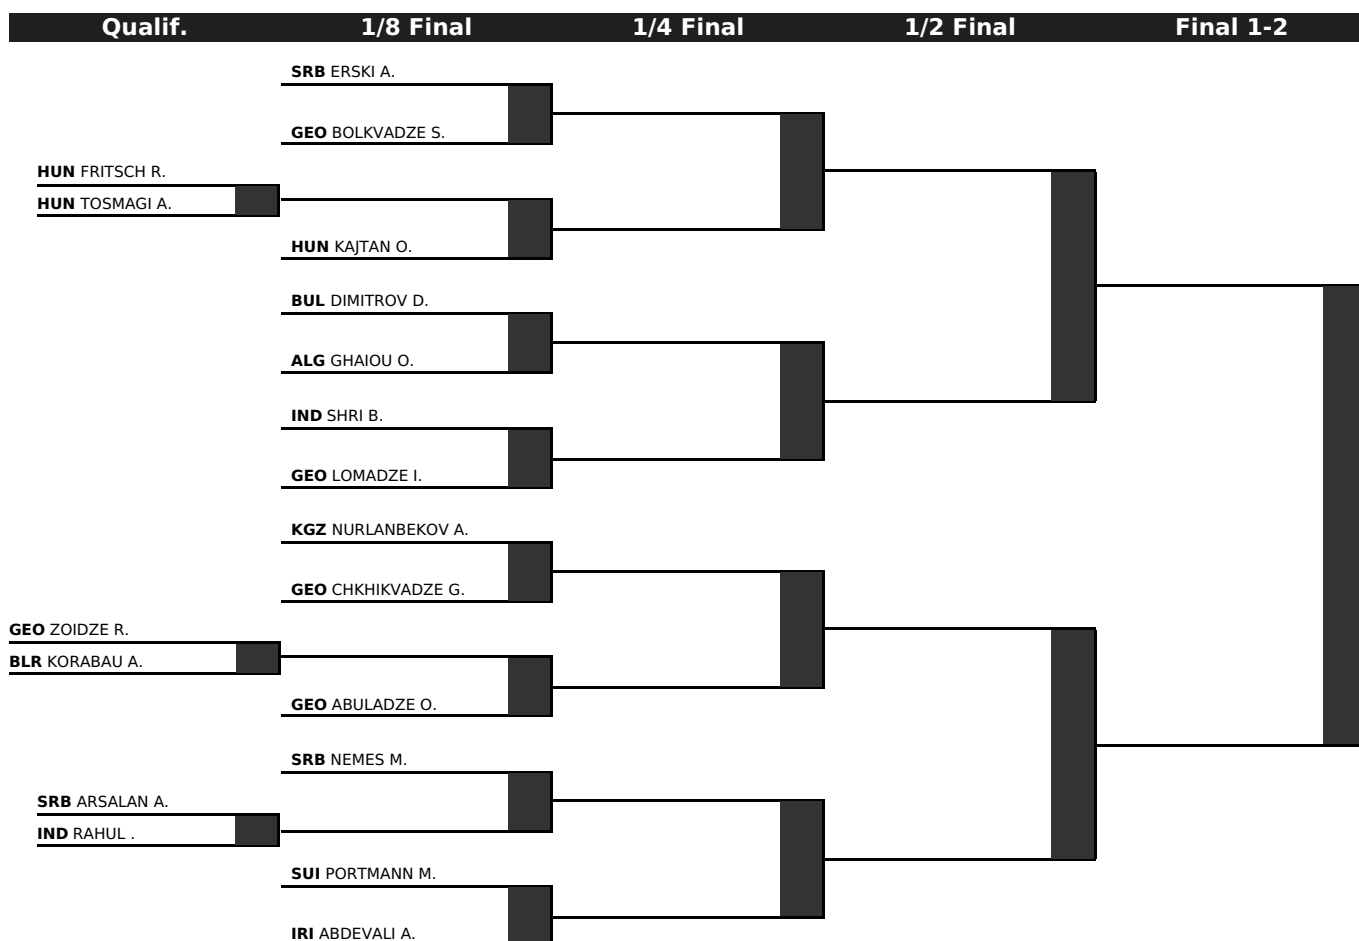 Qualif. 1/8 Final 1/4 Final 1/2 Final Final 1-2
SRB ERSKI A.
GEO BOLKVADZE S.
HUN FRITSCH R.
HUN TOSMAGI A.
HUN KAJTAN O.
BUL DIMITROV D.
ALG GHAIOU O.
IND SHRI B.
GEO LOMADZE I.
KGZ NURLANBEKOV A.
GEO CHKHIKVADZE G.
GEO ZOIDZE R.
BLR KORABAU A.
GEO ABULADZE O.
SRB NEMES M.
SRB ARSALAN A.
IND RAHUL .
SUI PORTMANN M.
IRI ABDEVALI A.